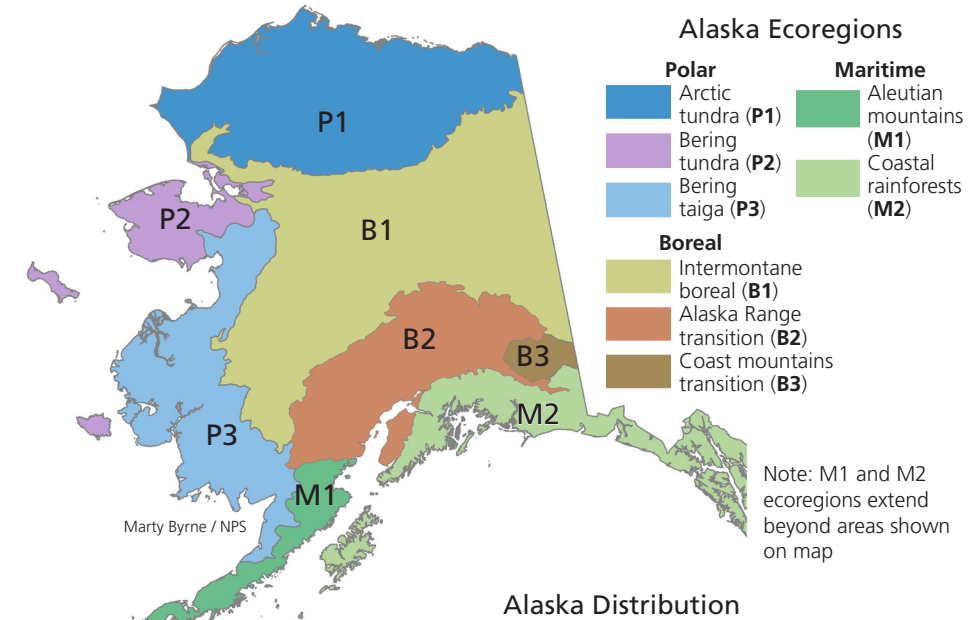 Alaska Ecoregions
Polar
Arctic
tundra (P1)
Bering
tundra (P2)
Bering
taiga (P3)
Maritime
Aleutian
mountains
(M1)
Coastal
rainforests
(M2)
Boreal
Intermontane
boreal (B1)
Alaska Range
transition (B2)
Coast mountains
transition (B3)
P1
P2
B1
B2
B3
M2
P3
M1
Note: M1 and M2
ecoregions extend
beyond areas shown
on map
Marty Byrne / NPS
Alaska Distribution